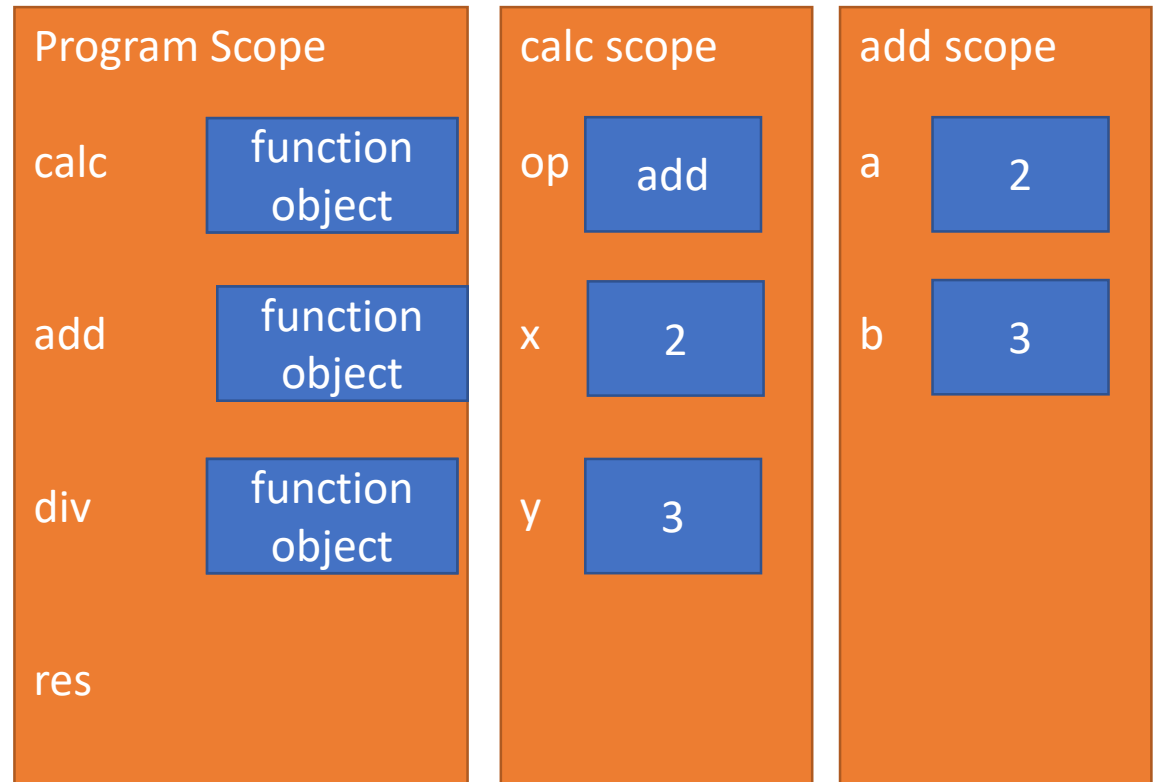 Program Scope
calc
function
object
add
function
object
div
function
object
res
calc scope
op
add
x
2
y
3
add scope
a
2
b
3